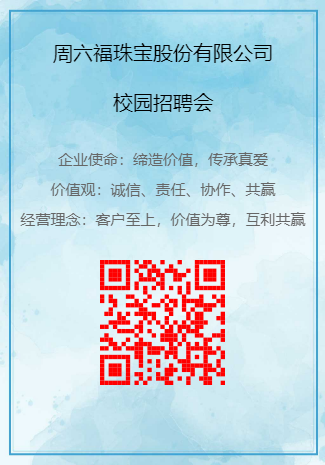 周六福珠宝股份有限公司
校园招聘会
企业使命：缔造价值，传承真爱
价值观：诚信、责任、协作、共赢
经营理念：客户至上，价值为尊，互利共赢